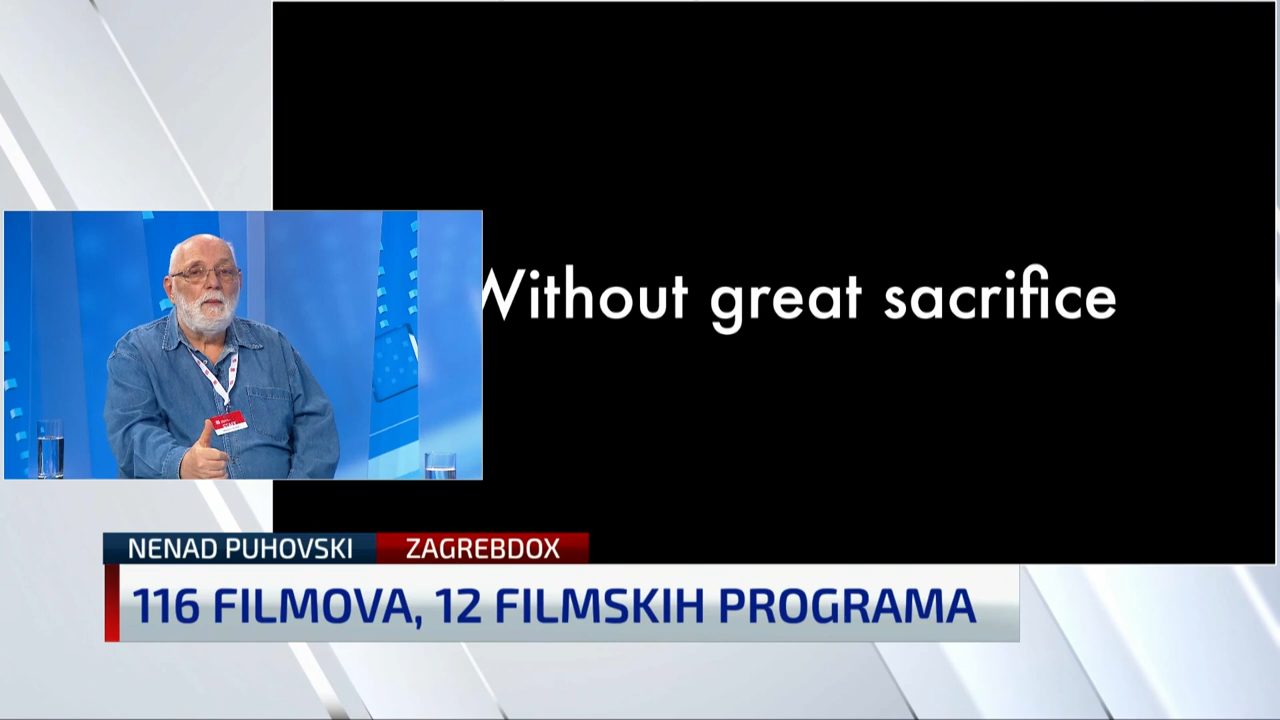 Without great sacrifice
NENAD PUHOVSKI
ZAGREBDOX
116 FILMOVA, 12 FILMSKIH PROGRAMA